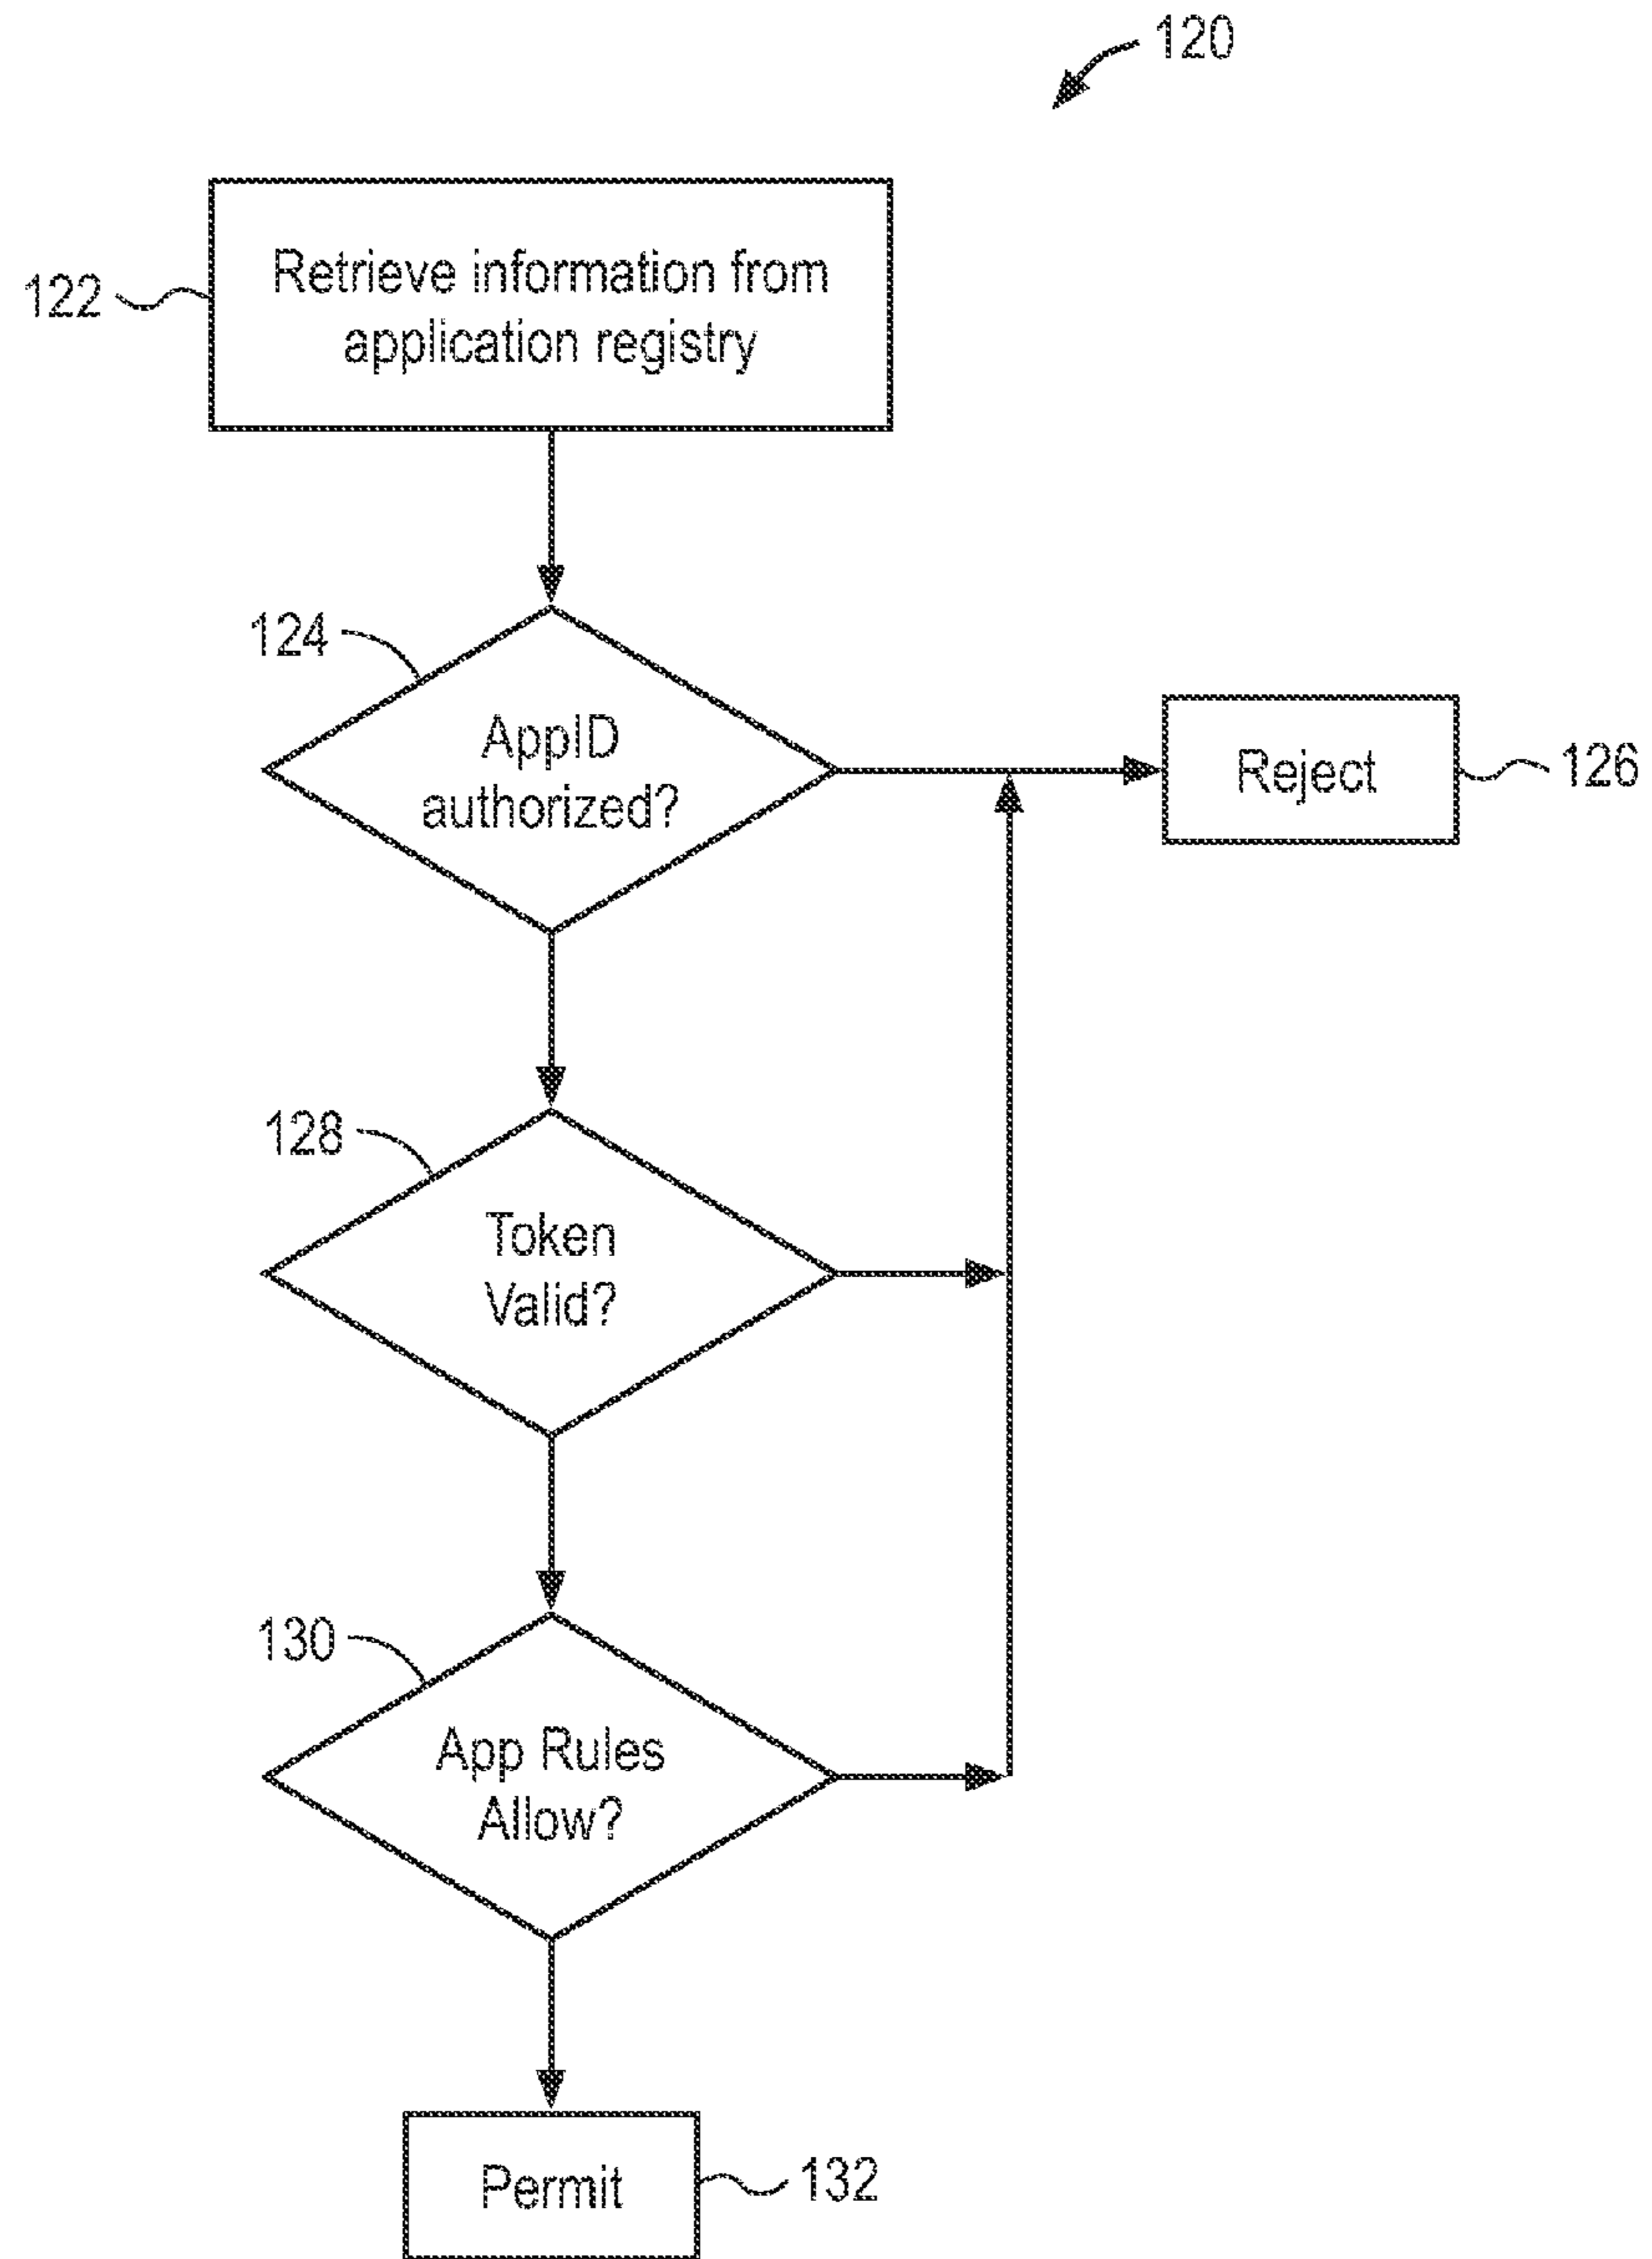 120
122
Retrieve information from
application registry
124
AppID
authorized?
Reject
126
128
Token
Valid?
130
App Rules
Allow?
Permit
132